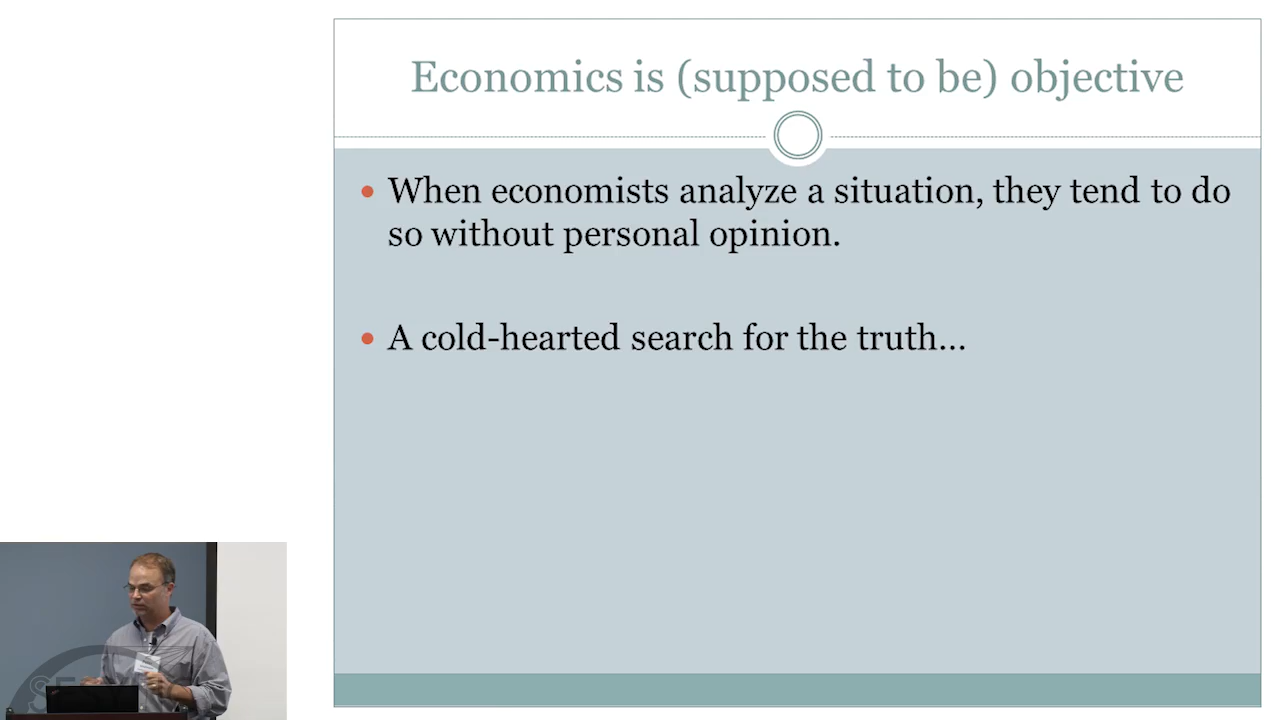 Economics is (supposed to be) objective
• When economists analyze a situation, they tend to do
so without personal opinion.
• A cold-hearted search for the truth…